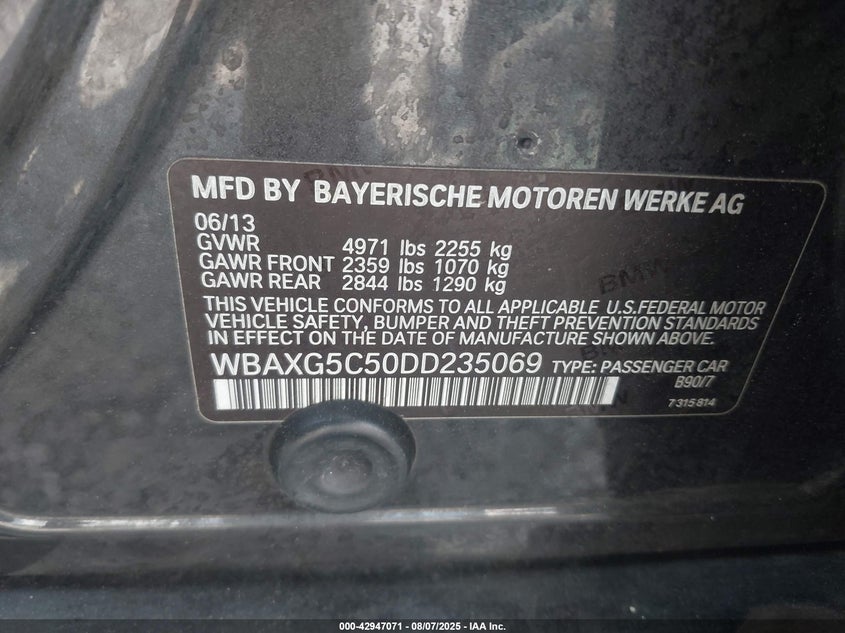 MFD BY BAYERISCHE MOTOREN WERKE AG
06/13
GVWR 4971 lbs 2255 kg
GAWR FRONT 2359 lbs 1070 kg
GAWR REAR 2844 lbs 1290 kg
THIS VEHICLE CONFORMS TO ALL APPLICABLE U.S.FEDERAL MOTOR
VEHICLE SAFETY, BUMPER AND THEFT PREVENTION STANDARDS
IN EFFECT ON THE DATE OF MANUFACTURE SHOWN ABOVE.
WBAXG5C50DD235069 TYPE: PASSENGER CAR
B90/7
7315814
000-42947071 - 08/07/2025 - IAA Inc.